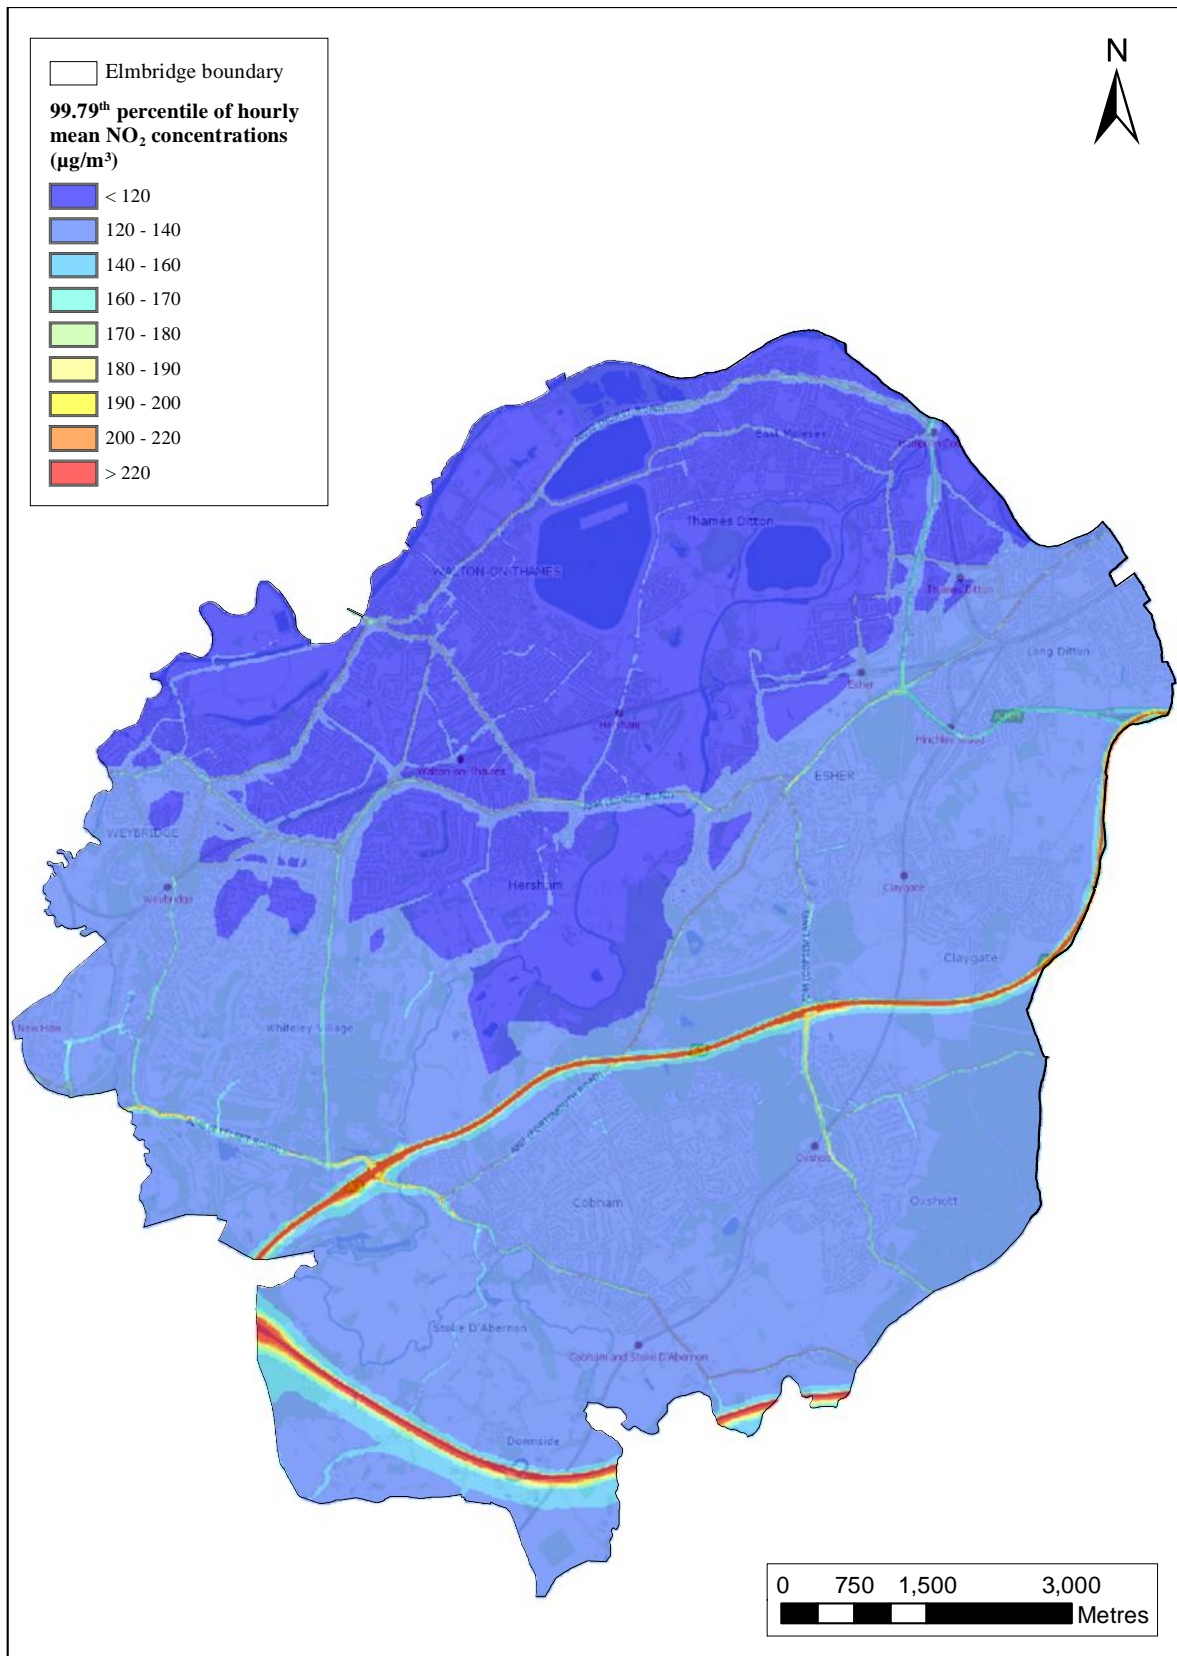 Elmbridge boundary
99.79th percentile of hourly
mean NO2 concentrations
(µg/m³)
< 120
120 - 140
140 - 160
160 - 170
170 - 180
180 - 190
190 - 200
200 - 220
> 220
N
East Molesey
Thames Ditton
WALTON-ON-THAMES
Thames Ditton
Long Ditton
Esher
Hersham
Hinchley Wood
Walton-on-Thames
ESHER
WEYBRIDGE
Hersham
Claygate
Weybridge
Claygate
Whiteley Village
Oxshott
Cobham
Oxshott
Stoke D'Abernon
Cobham and Stoke D'Abernon
Downside
0 750 1,500 3,000
Metres